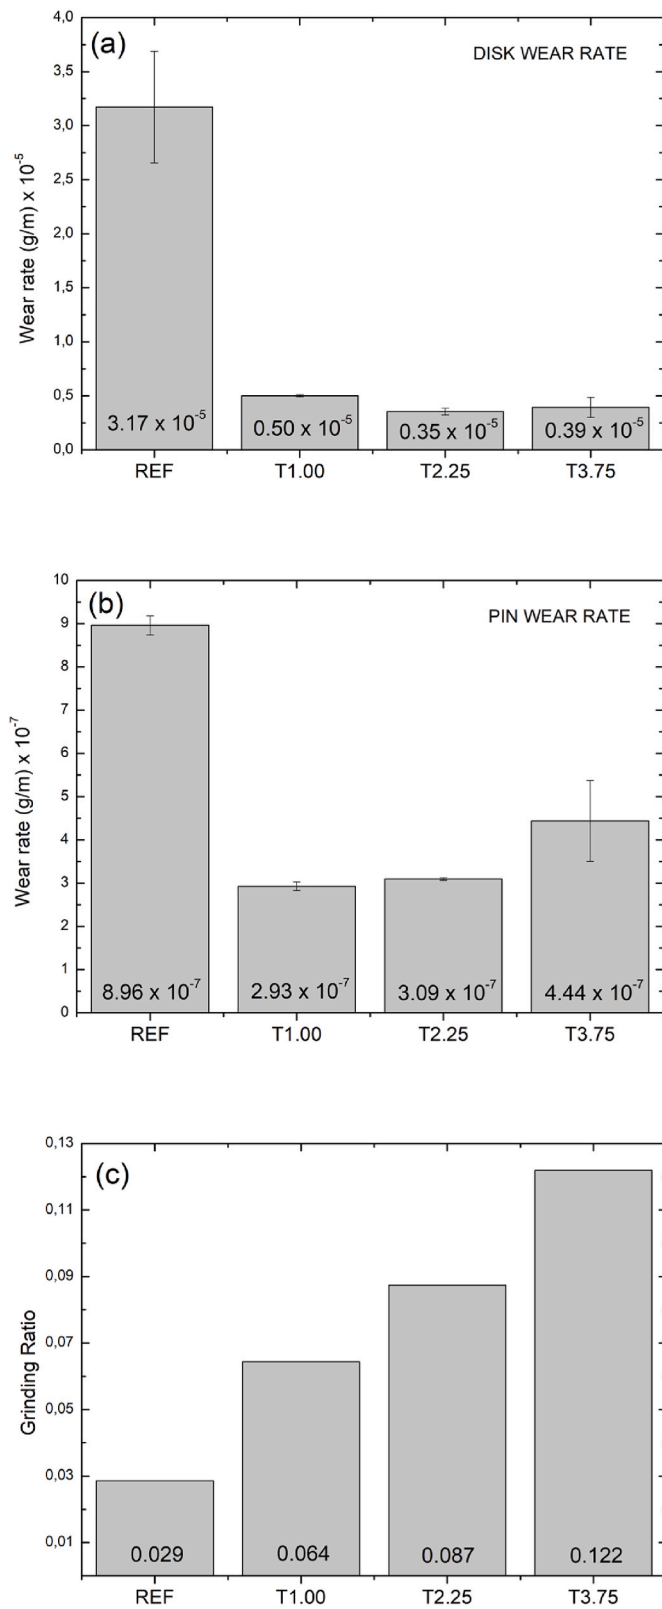 (a)
DISK WEAR RATE
Wear rate (g/m) x 10⁻⁵
4,0
3,5
3,0
2,5
2,0
1,5
1,0
0,5
0,0
3.17 x 10⁻⁵
0.50 x 10⁻⁵
0.35 x 10⁻⁵
0.39 x 10⁻⁵
REF
T1.00
T2.25
T3.75
(b)
PIN WEAR RATE
Wear rate (g/m) x 10⁻⁷
10
9
8
7
6
5
4
3
2
1
0
8.96 x 10⁻⁷
2.93 x 10⁻⁷
3.09 x 10⁻⁷
4.44 x 10⁻⁷
REF
T1.00
T2.25
T3.75
(c)
Grinding Ratio
0,13
0,11
0,09
0,07
0,05
0,03
0,01
0.029
0.064
0.087
0.122
REF
T1.00
T2.25
T3.75